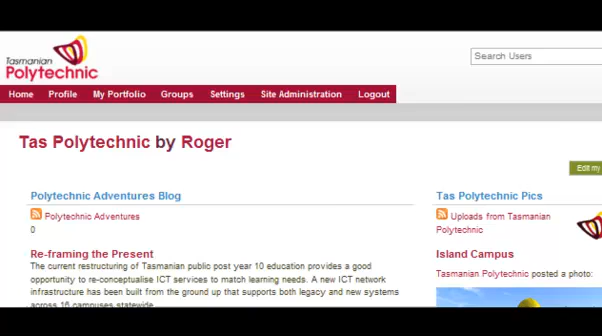 Tasmanian
Polytechnic
Search Users
Home Profile My Portfolio Groups Settings Site Administration Logout
Tas Polytechnic by Roger
Edit my
Polytechnic Adventures Blog
Polytechnic Adventures
0
Re-framing the Present
The current restructuring of Tasmanian public post year 10 education provides a good
opportunity to re-conceptualise ICT services to match learning needs. A new ICT network
infrastructure has been built from the ground up that supports both legacy and new systems
across 16 campuses statewide.
Tas Polytechnic Pics
Uploads from Tasmanian
Polytechnic
Island Campus
Tasmanian Polytechnic posted a photo: